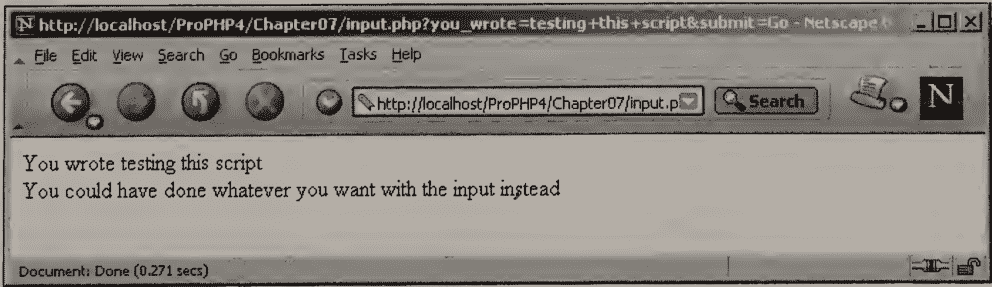 http://localhost/ProPHP4/Chapter07/input.php?you_wrote=testing+this+script&submit=Go - Netscape 6
File Edit View Search Go Bookmarks Tasks Help
http://localhost/ProPHP4/Chapter07/input.p Search N
You wrote testing this script
You could have done whatever you want with the input instead
Document: Done (0.271 secs)